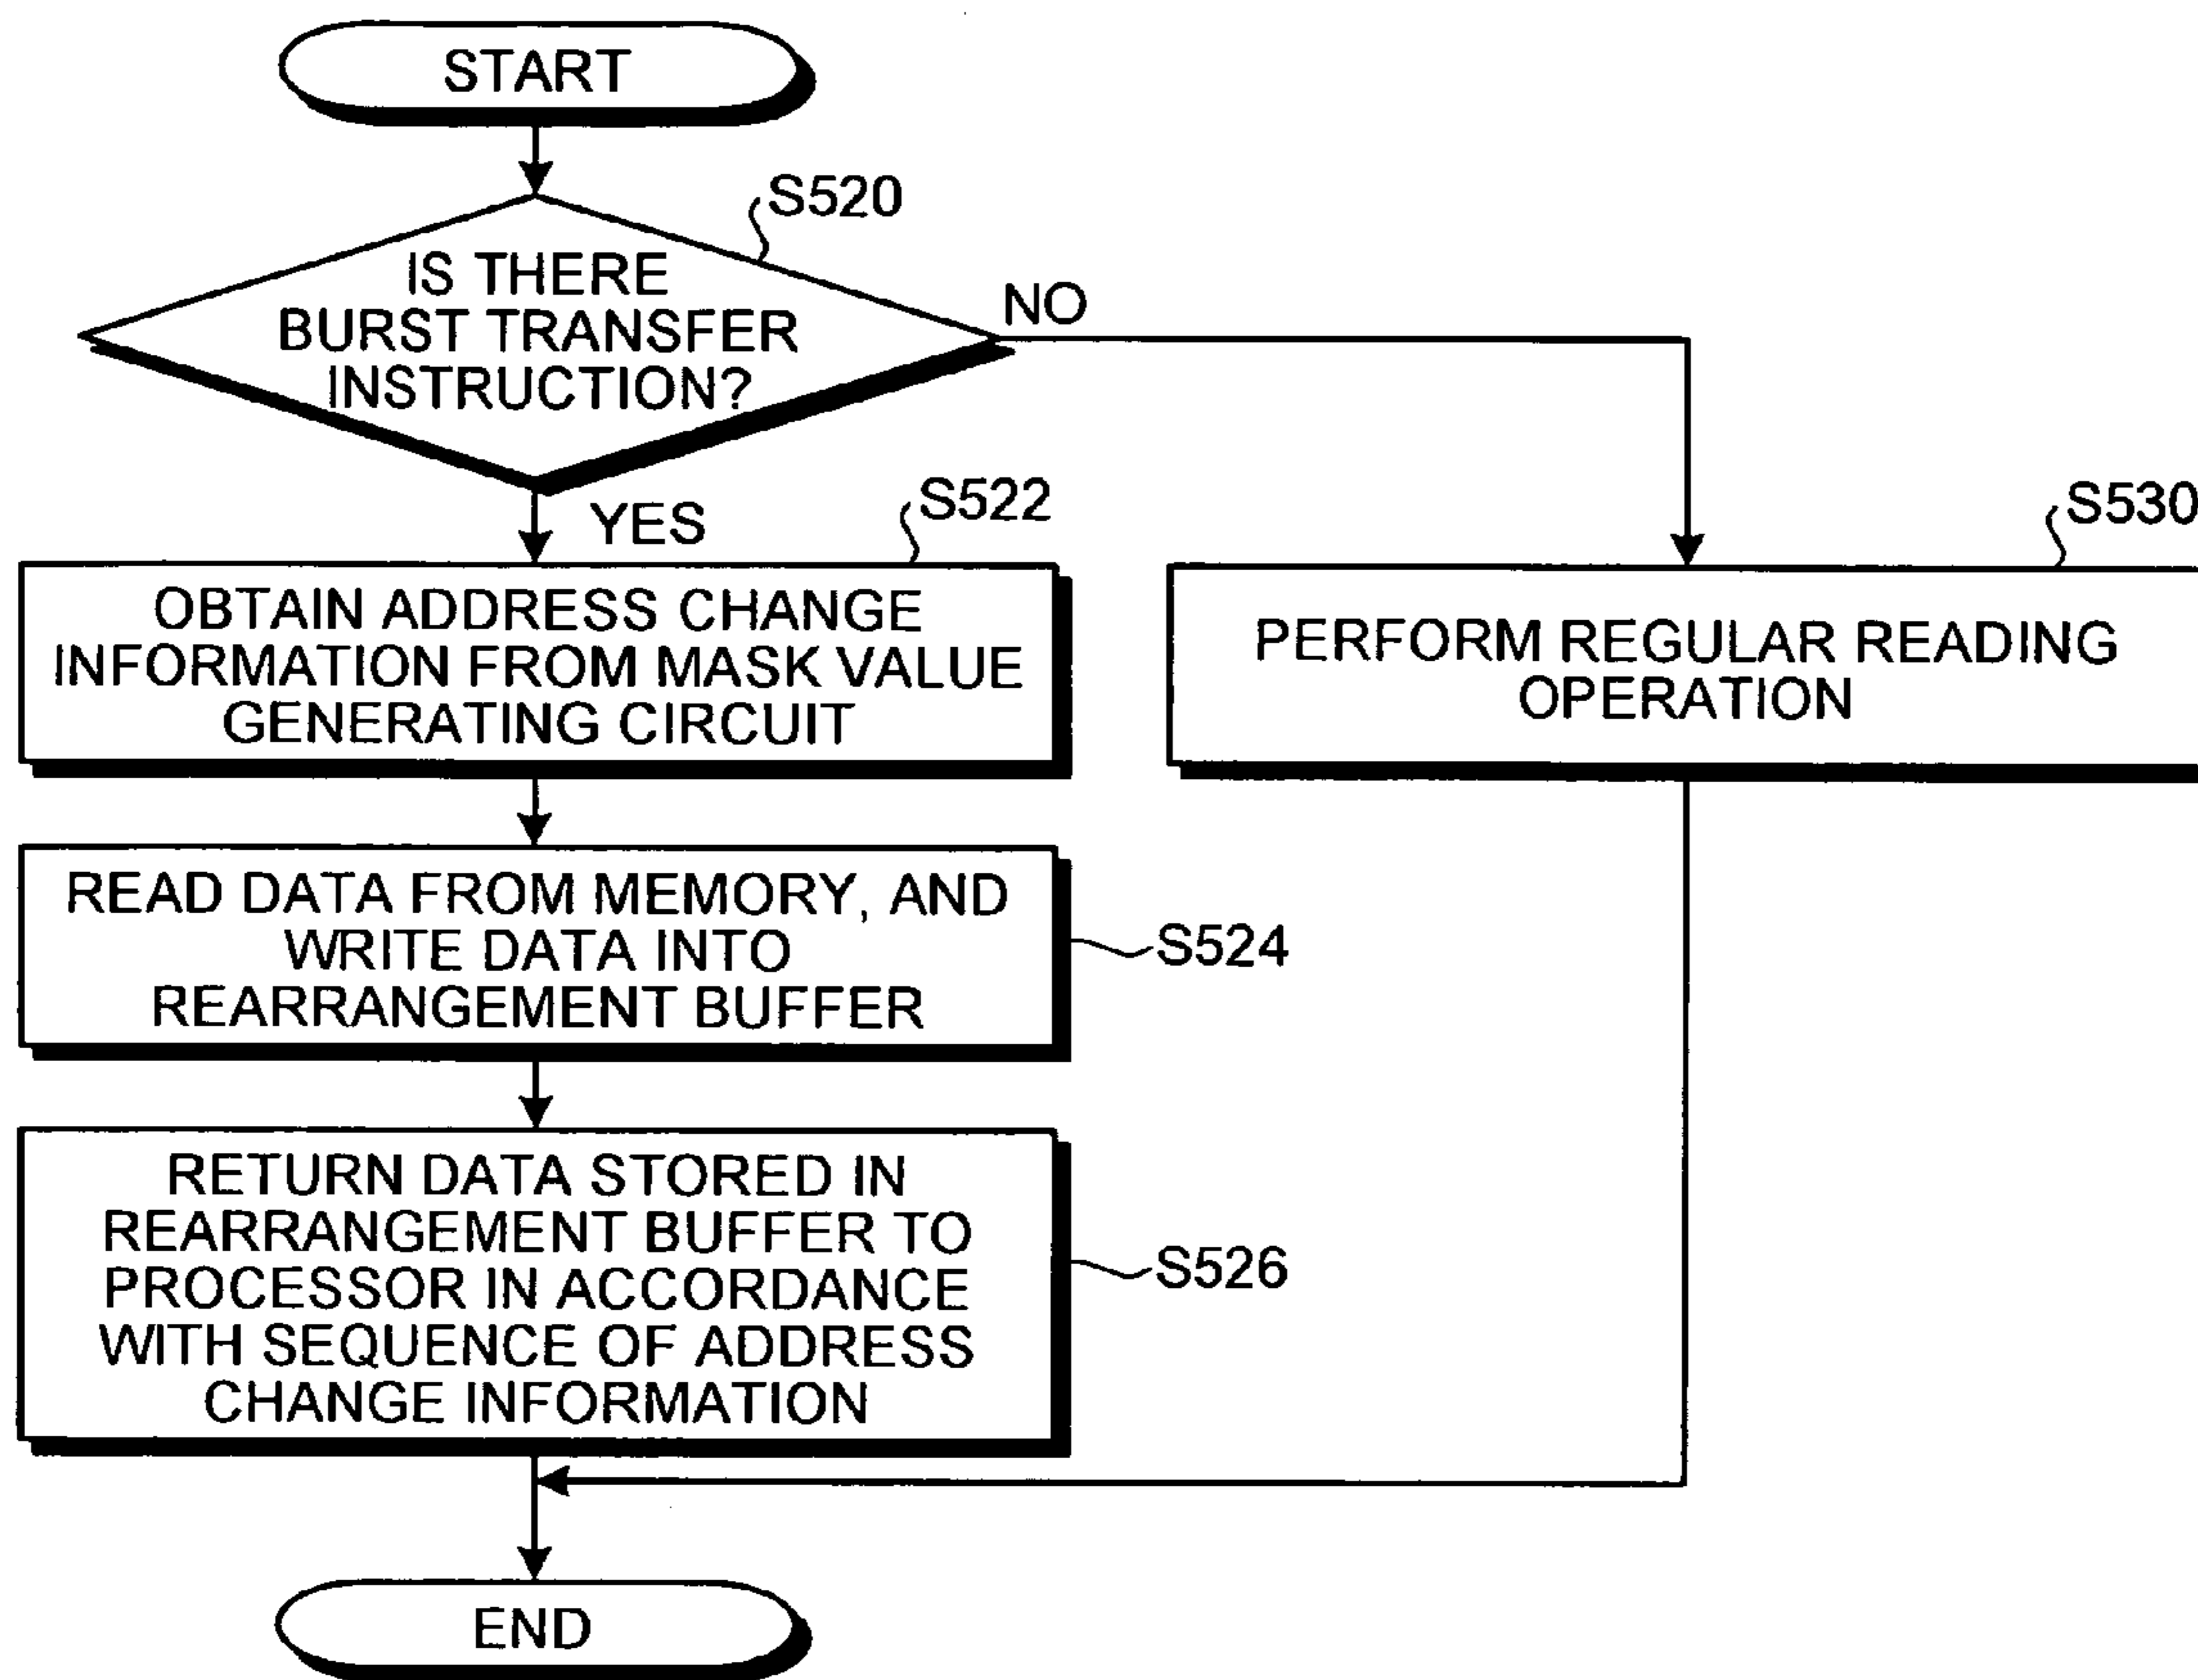 START
S520
IS THERE
BURST TRANSFER
INSTRUCTION?
NO
YES
S522
OBTAIN ADDRESS CHANGE
INFORMATION FROM MASK VALUE
GENERATING CIRCUIT
S530
PERFORM REGULAR READING
OPERATION
READ DATA FROM MEMORY, AND
WRITE DATA INTO
REARRANGEMENT BUFFER
S524
RETURN DATA STORED IN
REARRANGEMENT BUFFER TO
PROCESSOR IN ACCORDANCE
WITH SEQUENCE OF ADDRESS
CHANGE INFORMATION
S526
END